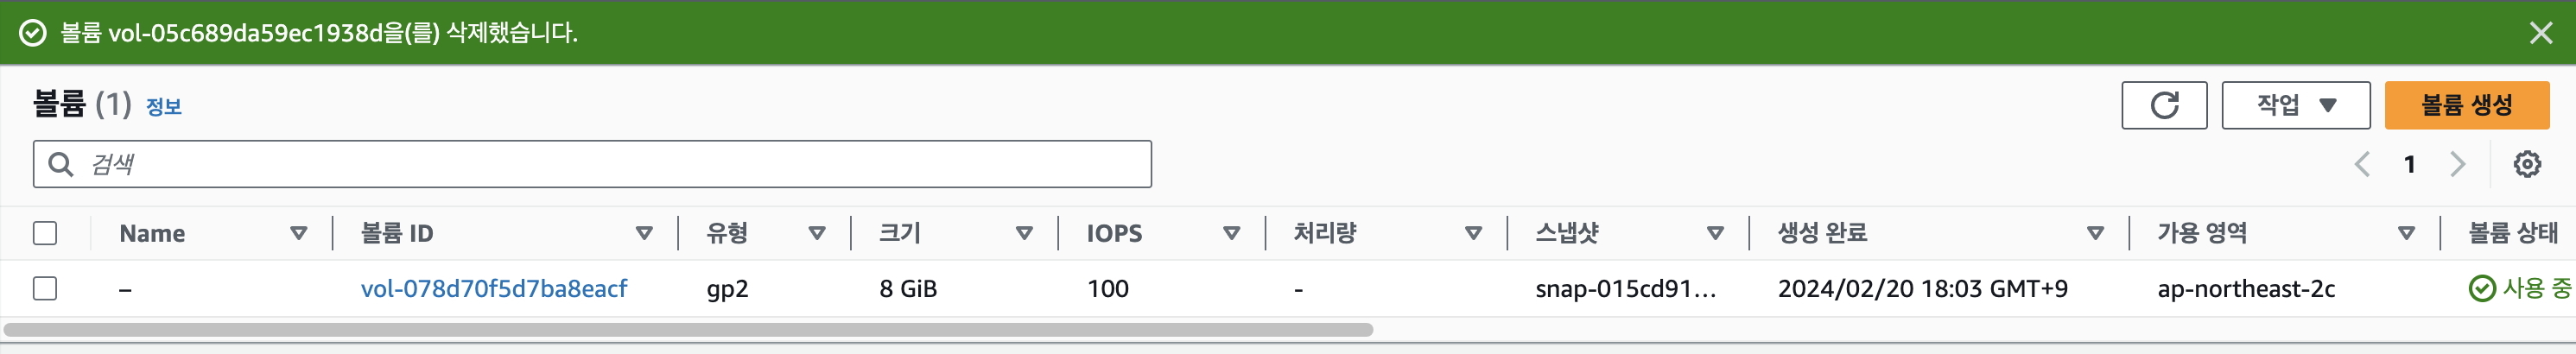 볼륨 vol-05c689da59ec1938d을(를) 삭제했습니다.
볼륨 (1) 정보
작업
볼륨 생성
검색
1
Name 볼륨 ID 유형 크기 IOPS 처리량 스냅샷 생성 완료 가용 영역 볼륨 상태
– vol-078d70f5d7ba8eacf gp2 8 GiB 100 - snap-015cd91... 2024/02/20 18:03 GMT+9 ap-northeast-2c 사용 중